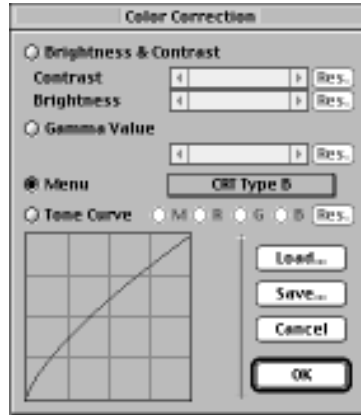 Color Correction
Brightness & Contrast
Contrast Res.
Brightness Res.
Gamma Value
Res.
Menu CRT Type B
Tone Curve M R G B Res.
Load...
Save...
Cancel
OK